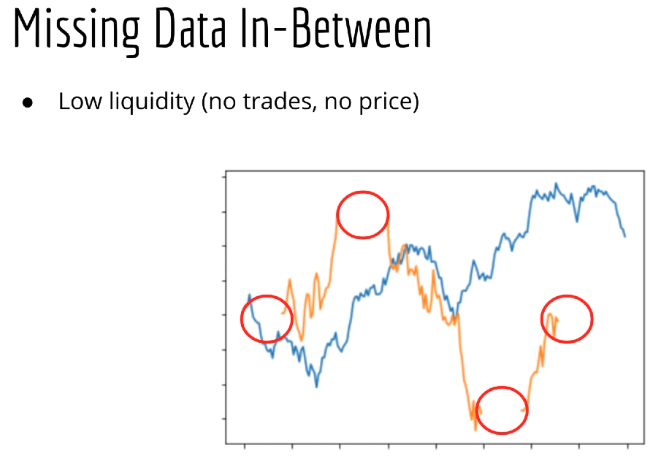 Missing Data In-Between
● Low liquidity (no trades, no price)